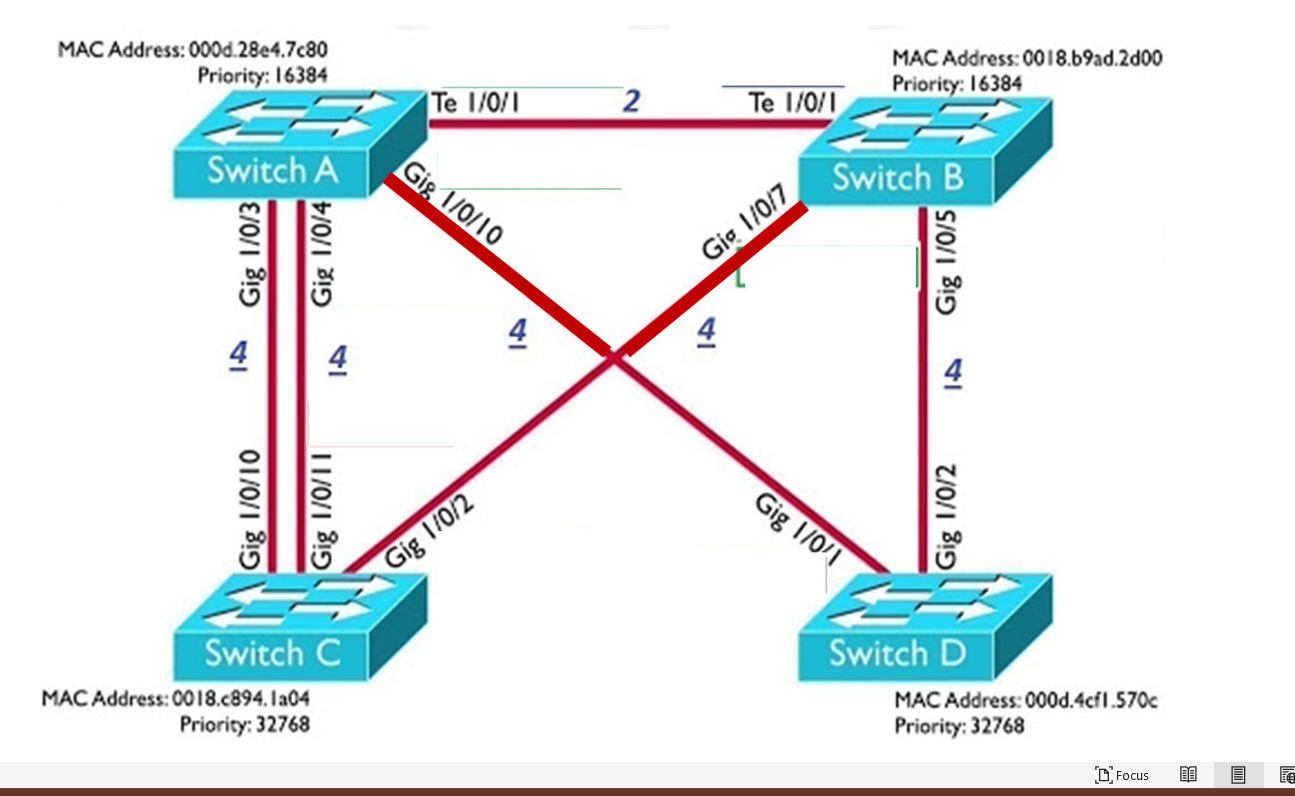 MAC Address: 000d.28e4.7c80
Priority: 16384
MAC Address: 0018.b9ad.2d00
Priority: 16384
Te 1/0/1
2
Te 1/0/1
Switch A
Switch B
Gig 1/0/3
Gig 1/0/4
Gig 1/0/10
Gig 1/0/7
Gig 1/0/5
4
4
4
4
4
Gig 1/0/10
Gig 1/0/11
Gig 1/0/2
Gig 1/0/1
Gig 1/0/2
Switch C
Switch D
MAC Address: 0018.c894.1a04
Priority: 32768
MAC Address: 000d.4cf1.570c
Priority: 32768
Focus